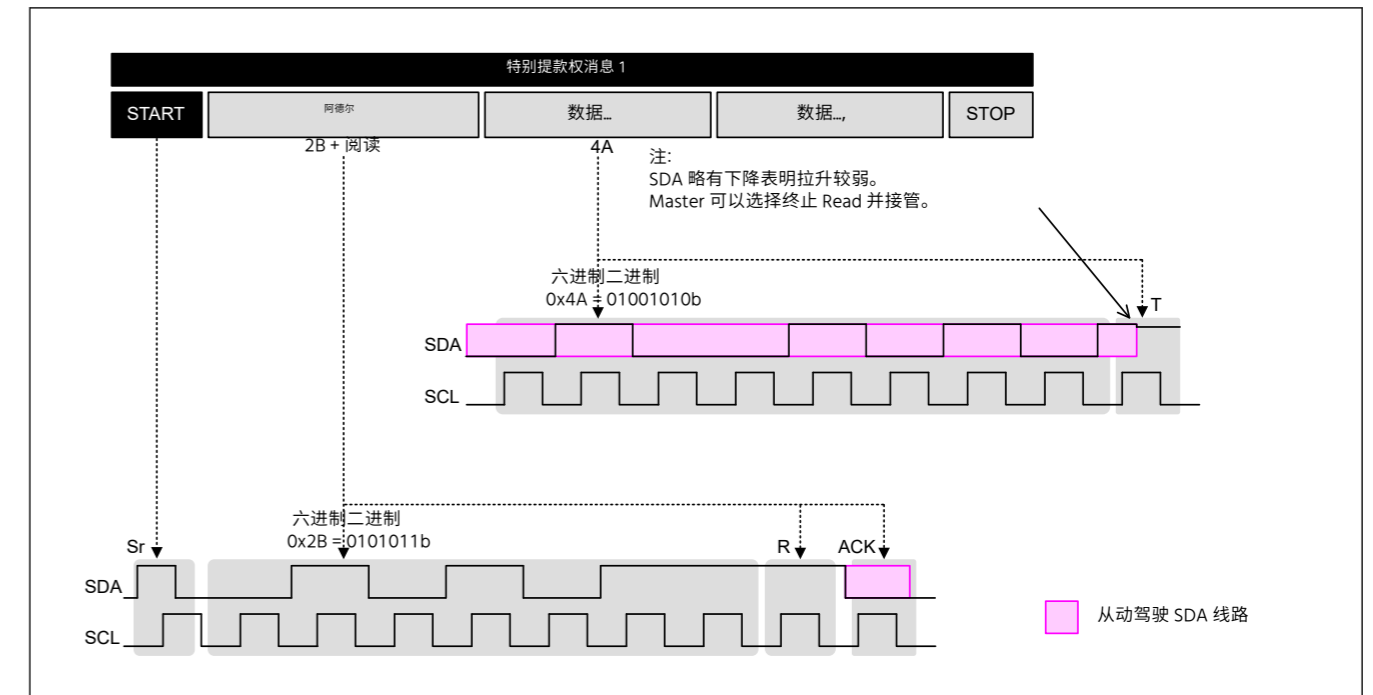 特别提款权消息 1
START
阿德尔
数据...
数据...,
STOP
2B + 阅读
4A
注:
SDA 略有下降表明拉升较弱。
Master 可以选择终止 Read 并接管。
六进制二进制
0x4A = 01001010b
T
SDA
SCL
六进制二进制
0x2B = 0101011b
Sr
R
ACK
SDA
SCL
从动驾驶 SDA 线路